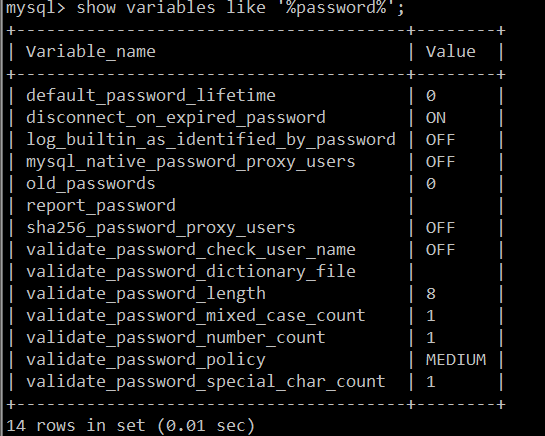 mysql> show variables like '%password%';
+----------------------------------------+--------+
| Variable_name                          | Value  |
+----------------------------------------+--------+
| default_password_lifetime              | 0      |
| disconnect_on_expired_password         | ON     |
| log_builtin_as_identified_by_password  | OFF    |
| mysql_native_password_proxy_users      | OFF    |
| old_passwords                          | 0      |
| report_password                        |        |
| sha256_password_proxy_users            | OFF    |
| validate_password_check_user_name      | OFF    |
| validate_password_dictionary_file      |        |
| validate_password_length               | 8      |
| validate_password_mixed_case_count     | 1      |
| validate_password_number_count         | 1      |
| validate_password_policy               | MEDIUM |
| validate_password_special_char_count   | 1      |
+----------------------------------------+--------+
14 rows in set (0.01 sec)